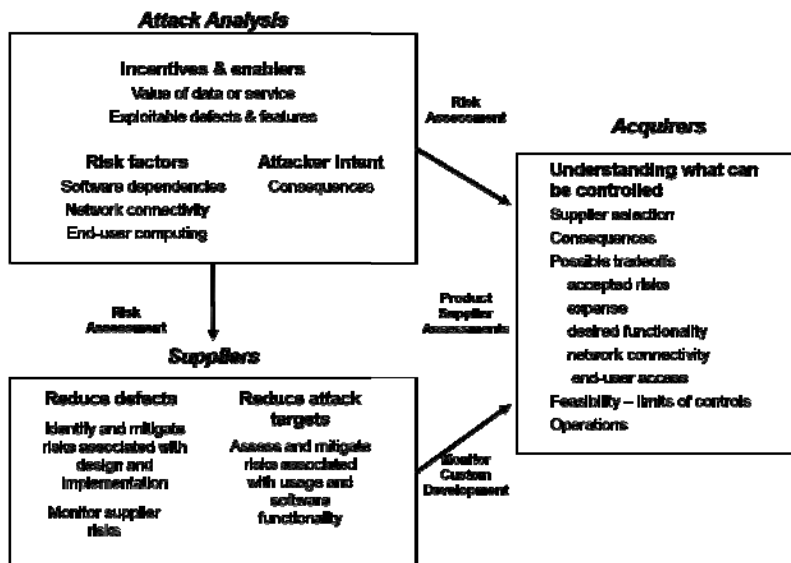 Attack Analysis
Incentives & enablers
Value of data or service
Exploitable defects & features
Risk factors
Software dependencies
Network connectivity
End-user computing
Attacker Intent
Consequences
Risk
Assessment
Risk
Assessment
Suppliers
Reduce defects
Identify and mitigate
risks associated with
design and
implementation
Monitor supplier
risks
Reduce attack
targets
Assess and mitigate
risks associated
with usage and
software
functionality
Product
Supplier
Assessments
Monitor
Custom
Development
Acquirers
Understanding what can
be controlled
Supplier selection
Consequences
Possible tradeoffs
accepted risks
expense
desired functionality
network connectivity
end-user access
Feasibility – limits of controls
Operations